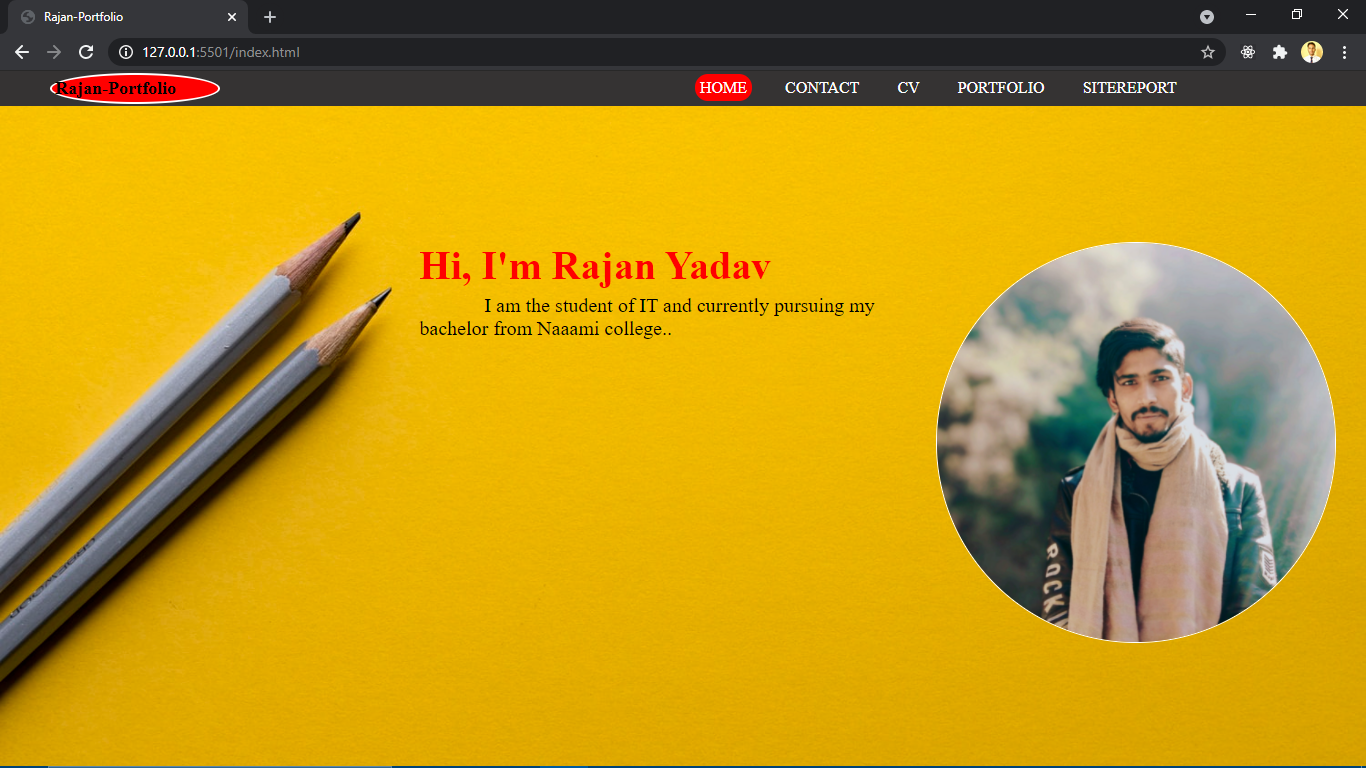 Rajan-Portfolio
127.0.0.1:5501/index.html
Rajan-Portfolio
HOME CONTACT CV PORTFOLIO SITEREPORT
Hi, I'm Rajan Yadav
I am the student of IT and currently pursuing my
bachelor from Naaami college..
ROCKI